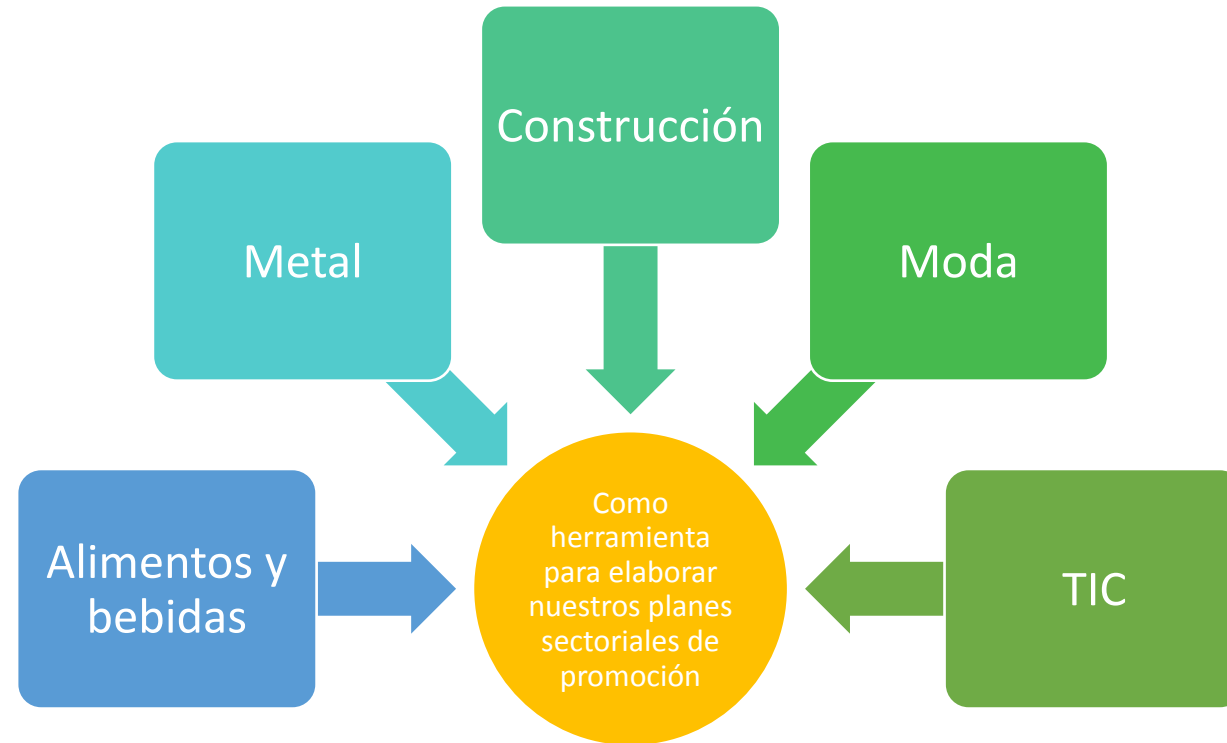 Construcción
Metal
Moda
Alimentos y
bebidas
Como
herramienta
para elaborar
nuestros planes
sectoriales de
promoción
TIC